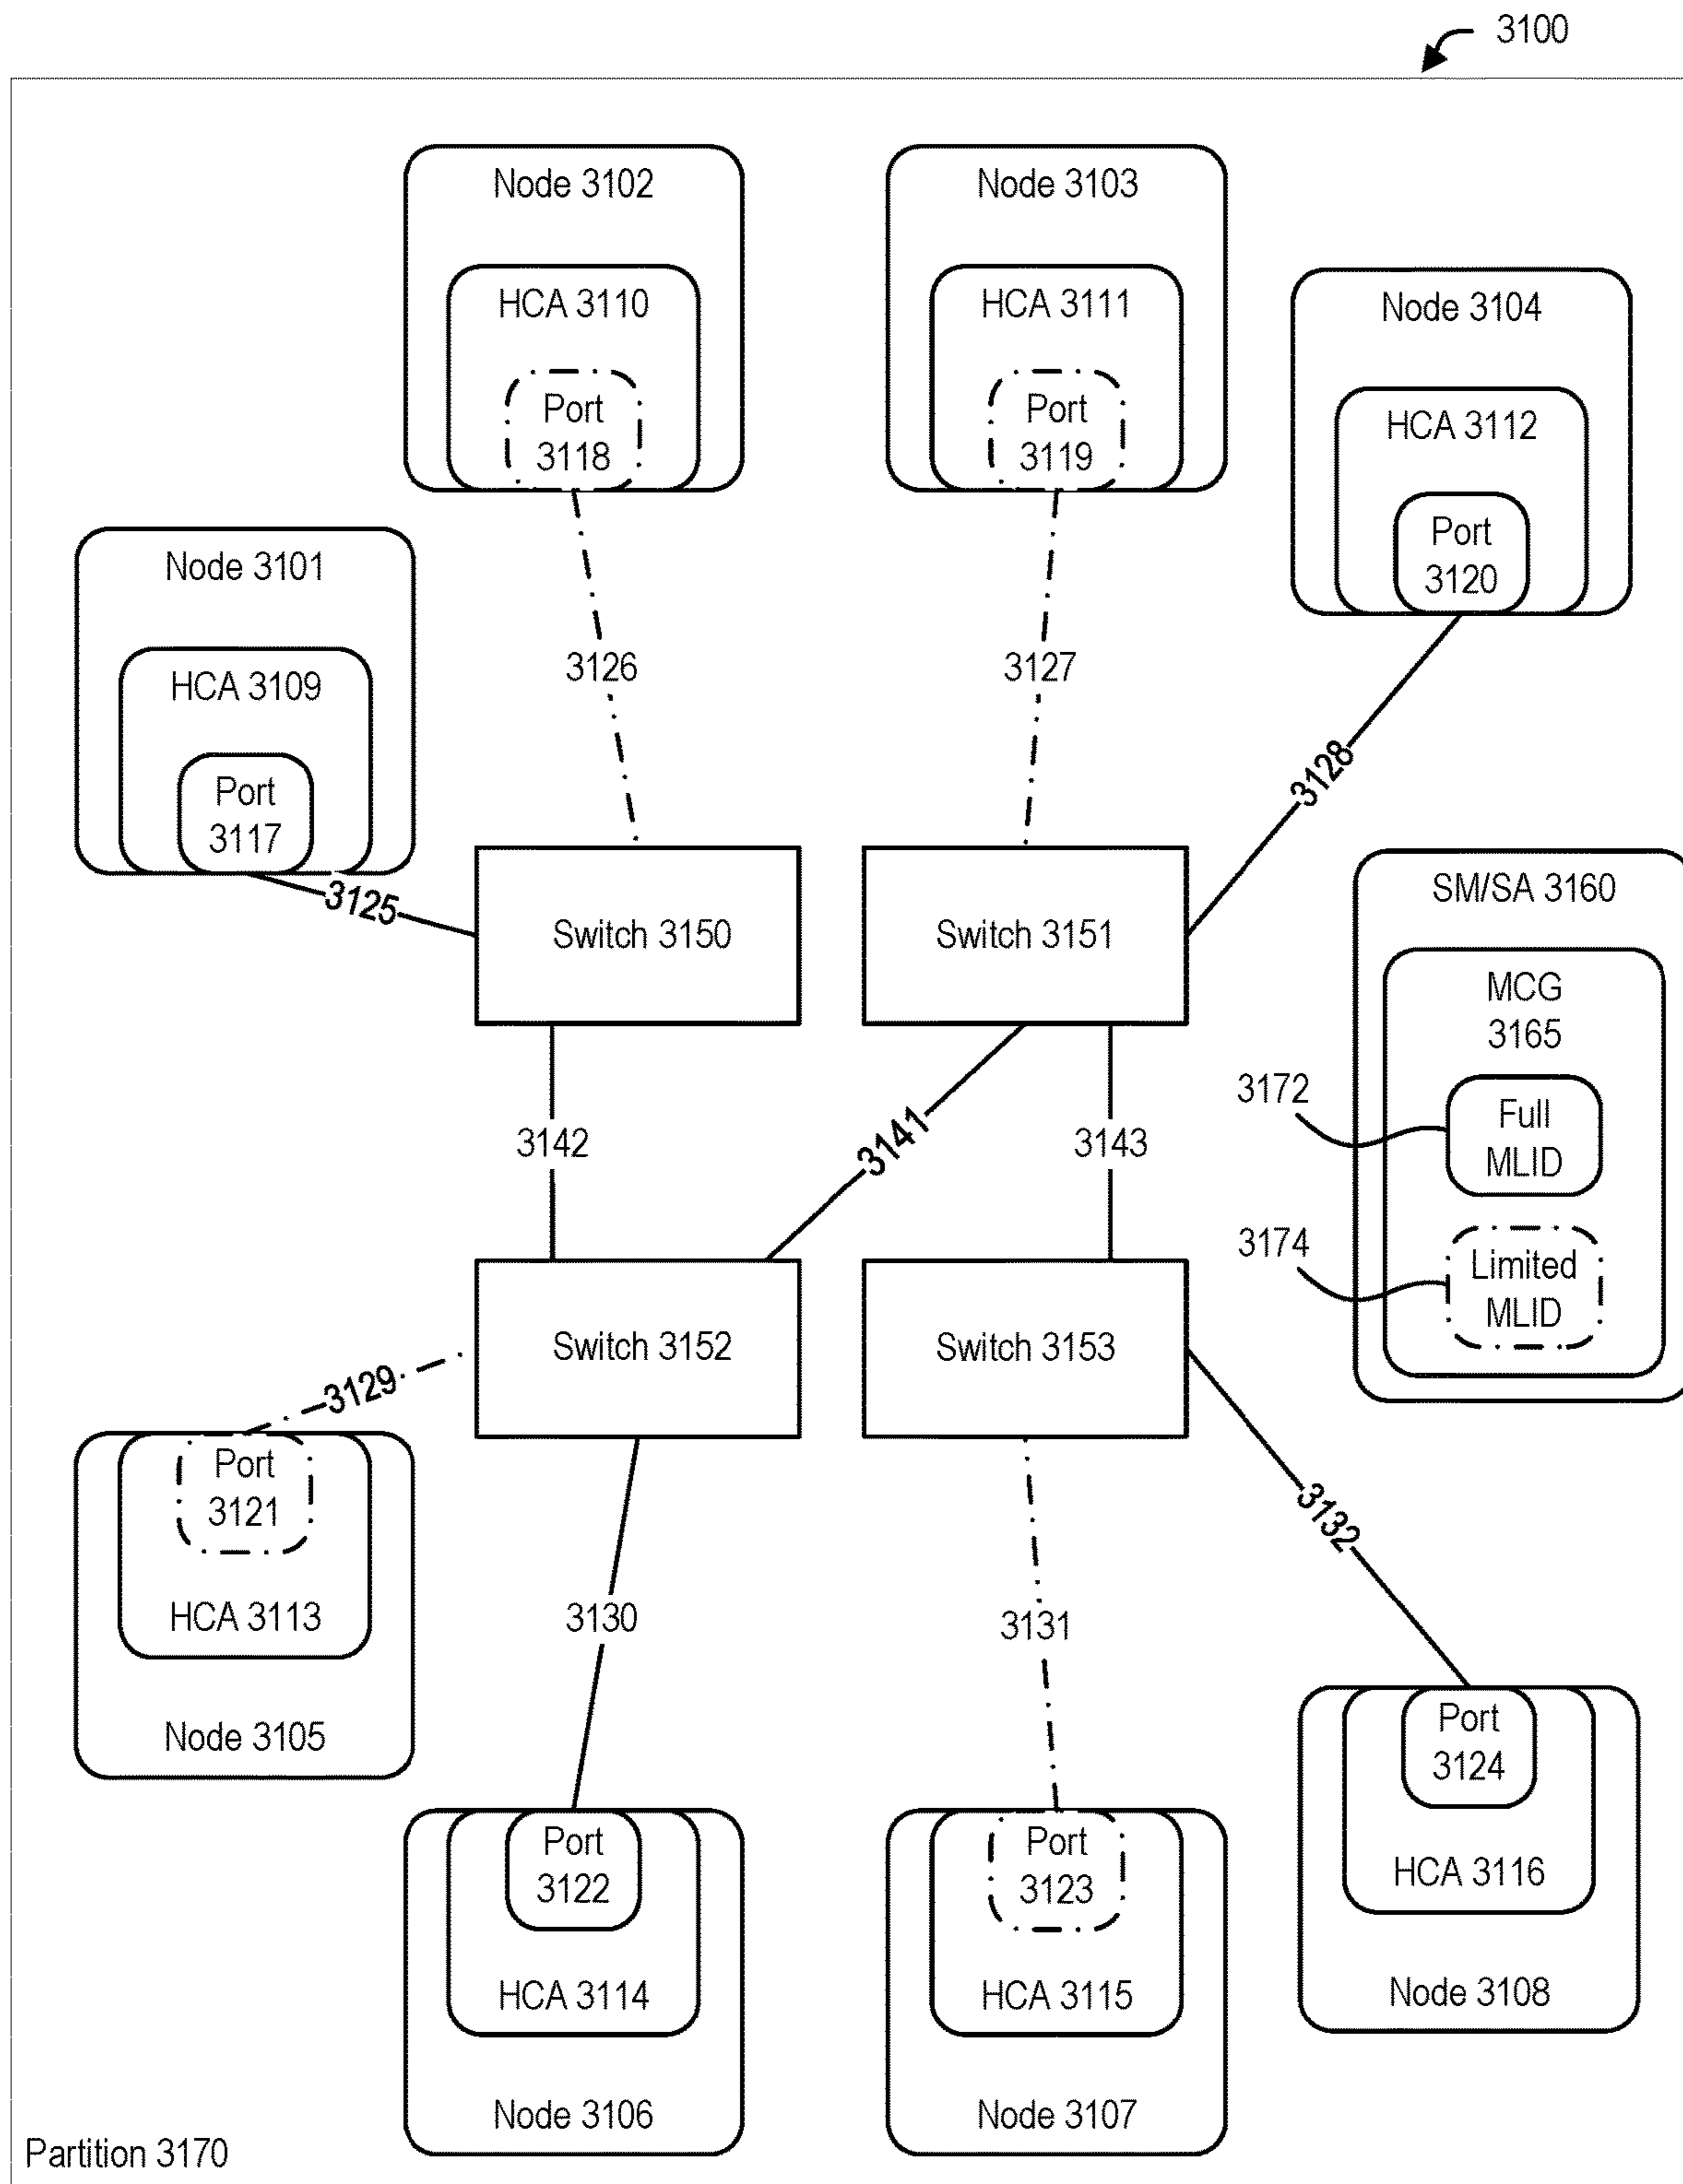 3100
Node 3102
HCA 3110
Port
3118
Node 3103
HCA 3111
Port
3119
Node 3104
HCA 3112
Port
3120
Node 3101
HCA 3109
Port
3117
3126
3127
3128
3125
Switch 3150
Switch 3151
SM/SA 3160
MCG
3165
3172
Full
MLID
3174
Limited
MLID
3142
3141
3143
Switch 3152
Switch 3153
3129
Port
3121
HCA 3113
Node 3105
3130
3131
3132
Port
3122
HCA 3114
Node 3106
Port
3123
HCA 3115
Node 3107
Port
3124
HCA 3116
Node 3108
Partition 3170